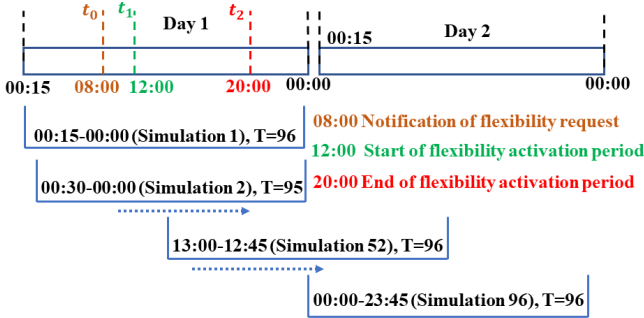 t₀ t₁ Day 1 t₂ Day 2
00:15
00:15 08:00 12:00 20:00 00:00 00:00
08:00 Notification of flexibility request
00:15-00:00 (Simulation 1), T=96
12:00 Start of flexibility activation period
00:30-00:00 (Simulation 2), T=95
20:00 End of flexibility activation period
13:00-12:45 (Simulation 52), T=96
00:00-23:45 (Simulation 96), T=96